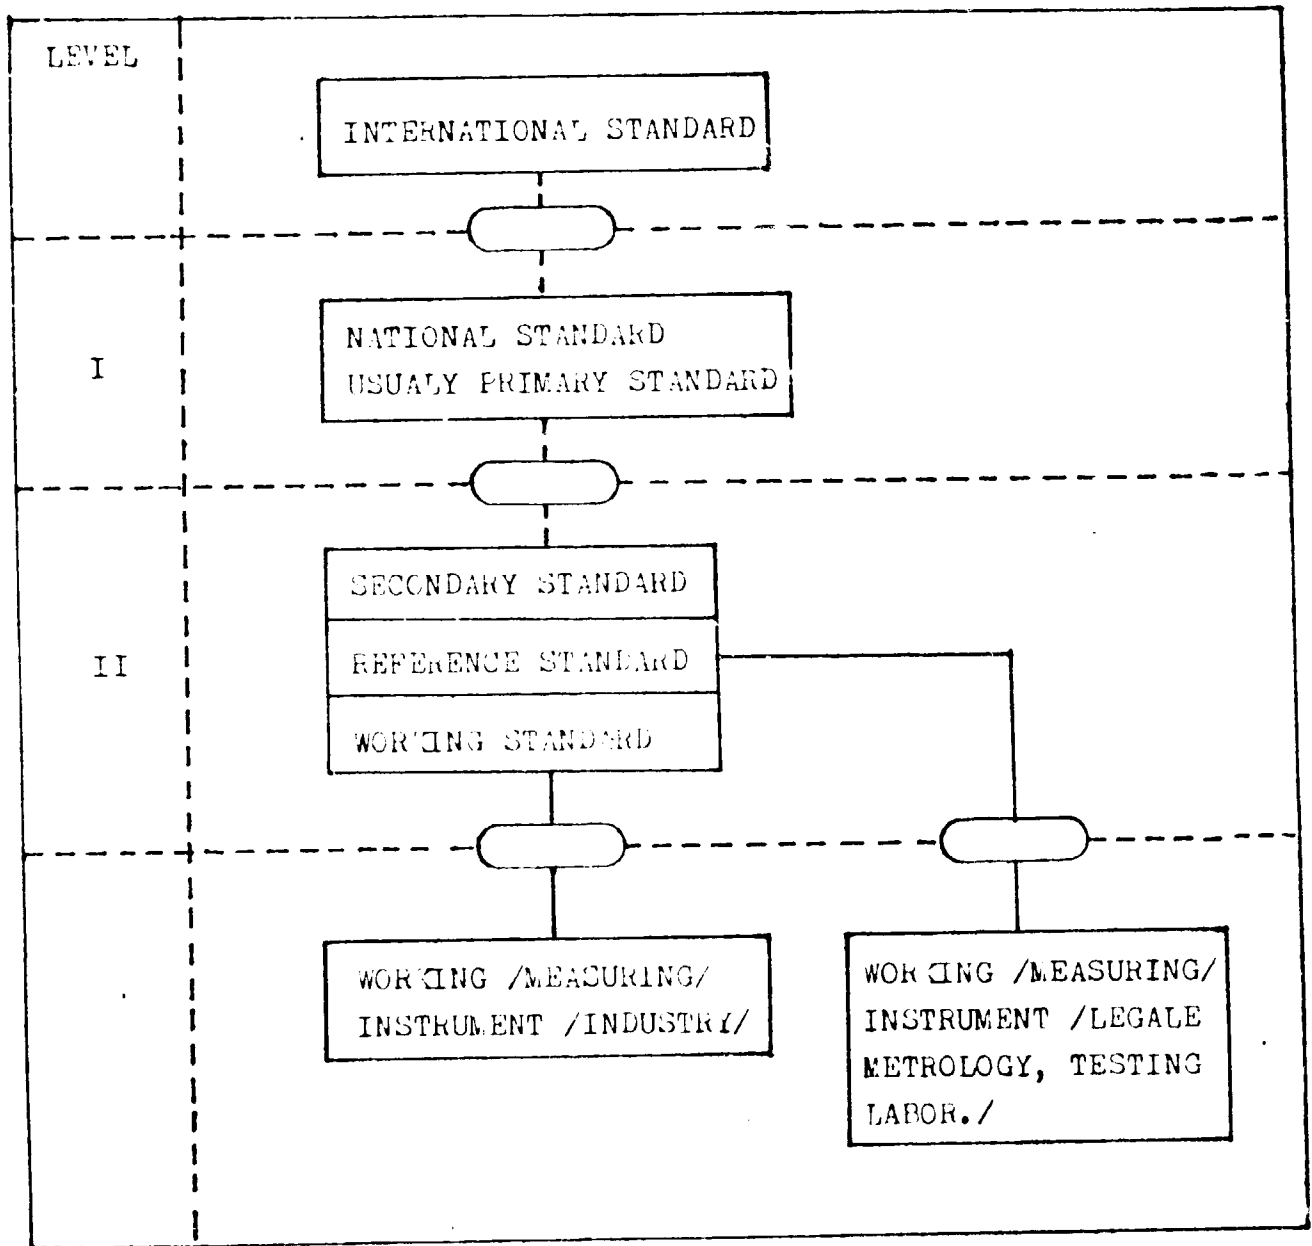 LEVEL
INTERNATIONAL STANDARD
I
NATIONAL STANDARD
USUALY PRIMARY STANDARD
II
SECONDARY STANDARD
REFERENCE STANDARD
WORKING STANDARD
WORKING /MEASURING/
INSTRUMENT /INDUSTRY/
WORKING /MEASURING/
INSTRUMENT /LEGALE
METROLOGY, TESTING
LABOR./